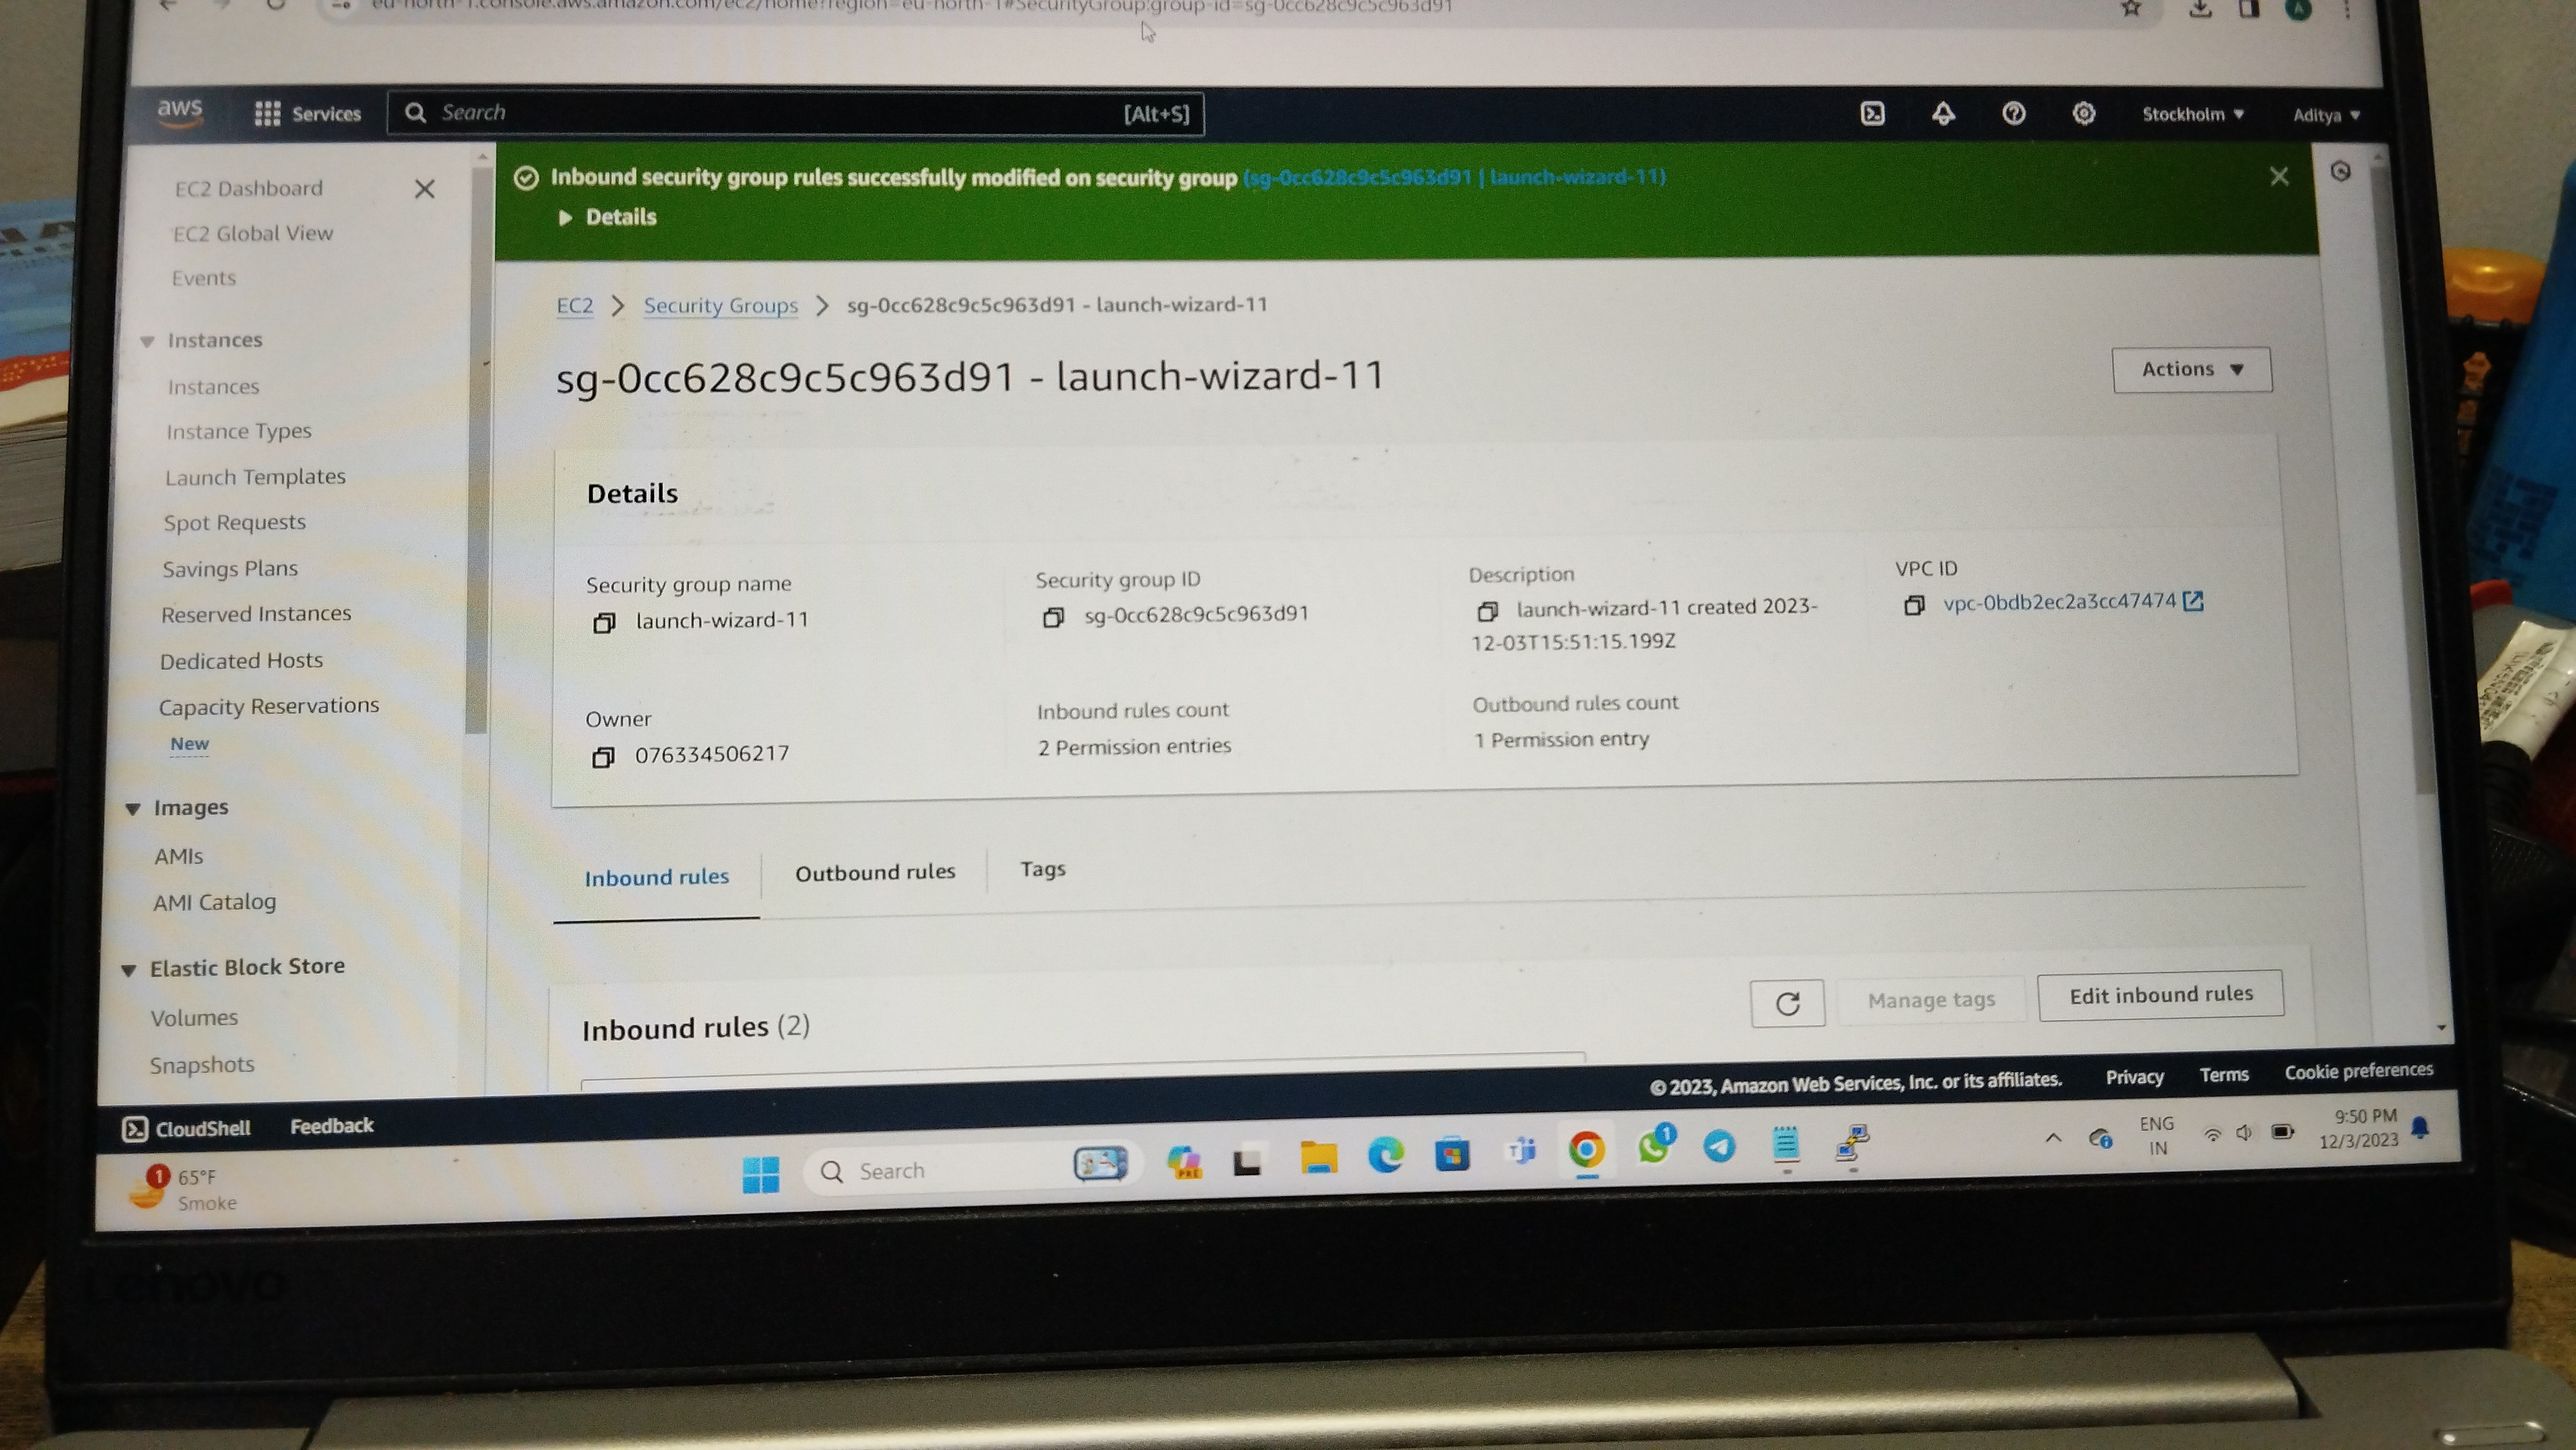 eu-north-1.console.aws.amazon.com/ec2/home?region=eu-north-1#SecurityGroup:group-id=sg-0cc628c9c5c963d91
A
aws
Services
Search
[Alt+S]
Stockholm
Aditya
EC2 Dashboard
EC2 Global View
Events
Instances
Instances
Instance Types
Launch Templates
Spot Requests
Savings Plans
Reserved Instances
Dedicated Hosts
Capacity Reservations
New
Images
AMIs
AMI Catalog
Elastic Block Store
Volumes
Snapshots
Inbound security group rules successfully modified on security group (sg-0cc628c9c5c963d91 | launch-wizard-11)
Details
EC2 > Security Groups > sg-0cc628c9c5c963d91 - launch-wizard-11
sg-0cc628c9c5c963d91 - launch-wizard-11
Actions
Details
Security group name
launch-wizard-11
Security group ID
sg-0cc628c9c5c963d91
Description
launch-wizard-11 created 2023-
12-03T15:51:15.199Z
VPC ID
vpc-0bdb2ec2a3cc47474
Owner
076334506217
Inbound rules count
2 Permission entries
Outbound rules count
1 Permission entry
Inbound rules
Outbound rules
Tags
Inbound rules (2)
Manage tags
Edit inbound rules
© 2023, Amazon Web Services, Inc. or its affiliates.
Privacy
Terms
Cookie preferences
CloudShell
Feedback
1
65°F
Smoke
Search
PRE
1
ENG
IN
9:50 PM
12/3/2023
Lenovo